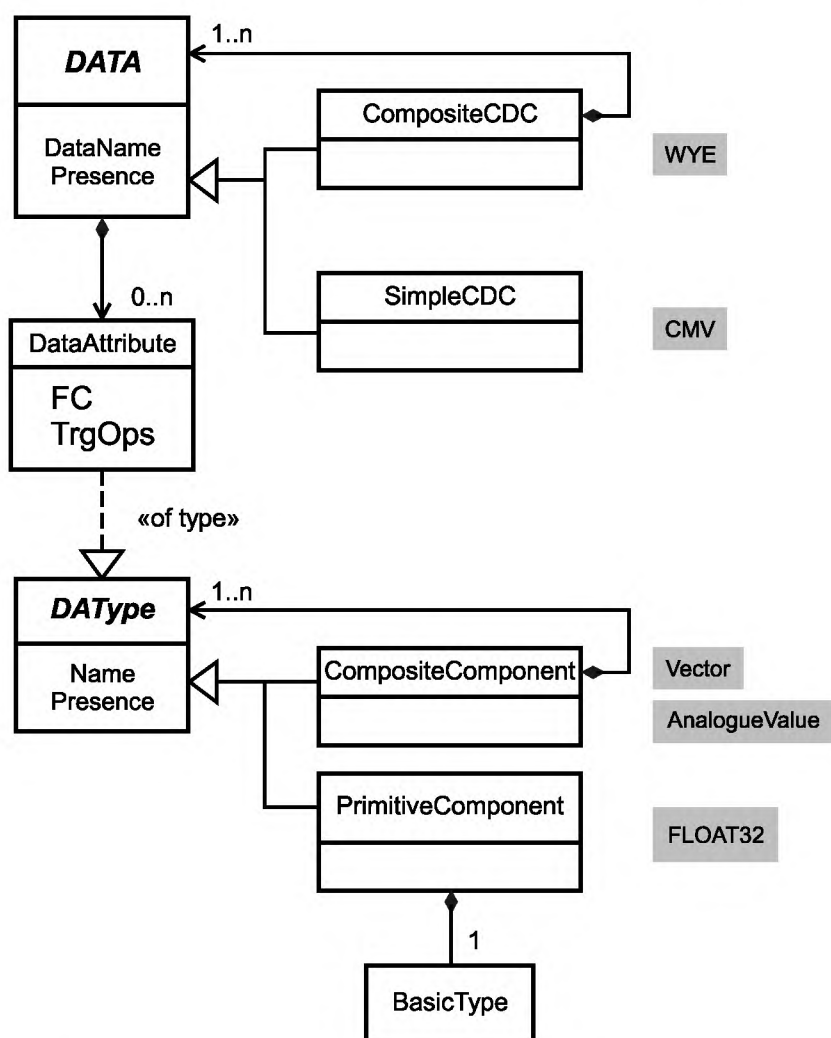 1..n
DATA
CompositeCDC
DataName
Presence
WYE
0..n
SimpleCDC
DataAttribute
CMV
FC
TrgOps
«of type»
1..n
DAType
Name
Presence
CompositeComponent
Vector
AnalogueValue
PrimitiveComponent
FLOAT32
1
BasicType